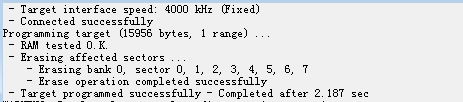 - Target interface speed: 4000 kHz (Fixed)
- Connected successfully
Programming target (15956 bytes, 1 range) ...
- RAM tested O.K.
- Erasing affected sectors ...
- Erasing bank 0, sector 0, 1, 2, 3, 4, 5, 6, 7
- Erase operation completed successfully
- Target programmed successfully - Completed after 2.187 sec